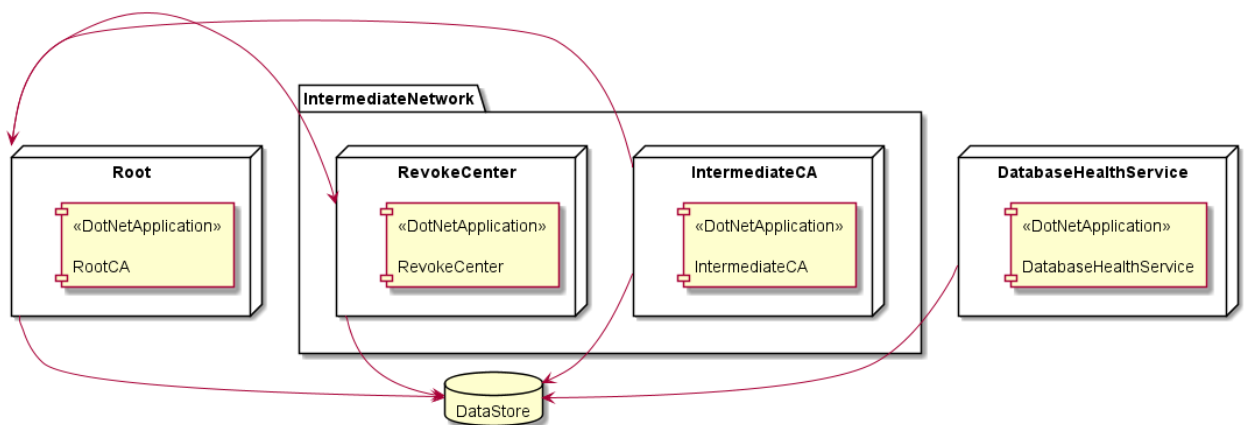 IntermediateNetwork
Root
«DotNetApplication»
RootCA
RevokeCenter
«DotNetApplication»
RevokeCenter
IntermediateCA
«DotNetApplication»
IntermediateCA
DatabaseHealthService
«DotNetApplication»
DatabaseHealthService
DataStore